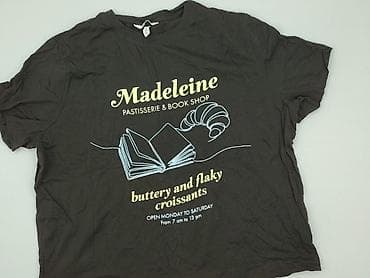 Madeleine
PASTISSERIE & BOOK SHOP
buttery and flaky
croissants
OPEN MONDAY TO SATURDAY
From 7 am to 13 pm